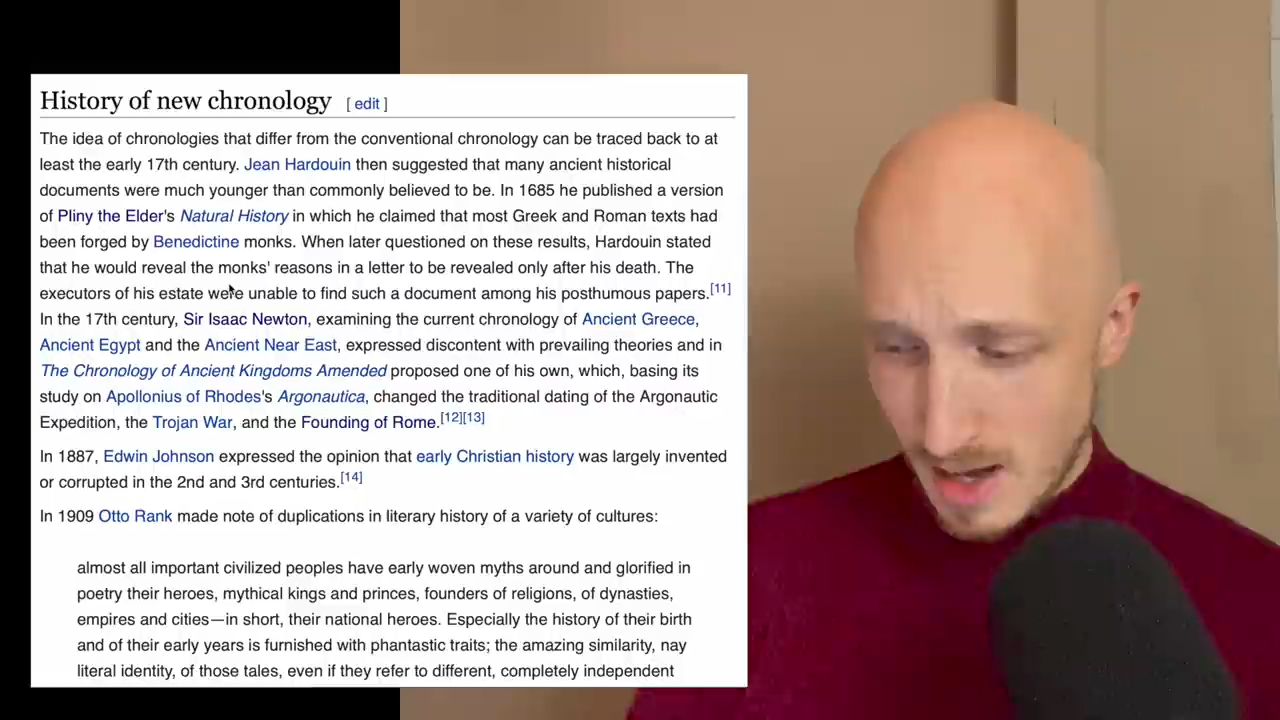 History of new chronology [ edit ]
The idea of chronologies that differ from the conventional chronology can be traced back to at
least the early 17th century. Jean Hardouin then suggested that many ancient historical
documents were much younger than commonly believed to be. In 1685 he published a version
of Pliny the Elder's Natural History in which he claimed that most Greek and Roman texts had
been forged by Benedictine monks. When later questioned on these results, Hardouin stated
that he would reveal the monks' reasons in a letter to be revealed only after his death. The
executors of his estate were unable to find such a document among his posthumous papers.[11]
In the 17th century, Sir Isaac Newton, examining the current chronology of Ancient Greece,
Ancient Egypt and the Ancient Near East, expressed discontent with prevailing theories and in
The Chronology of Ancient Kingdoms Amended proposed one of his own, which, basing its
study on Apollonius of Rhodes's Argonautica, changed the traditional dating of the Argonautic
Expedition, the Trojan War, and the Founding of Rome.[12][13]
In 1887, Edwin Johnson expressed the opinion that early Christian history was largely invented
or corrupted in the 2nd and 3rd centuries.[14]
In 1909 Otto Rank made note of duplications in literary history of a variety of cultures:
almost all important civilized peoples have early woven myths around and glorified in
poetry their heroes, mythical kings and princes, founders of religions, of dynasties,
empires and cities—in short, their national heroes. Especially the history of their birth
and of their early years is furnished with phantastic traits; the amazing similarity, nay
literal identity, of those tales, even if they refer to different, completely independent